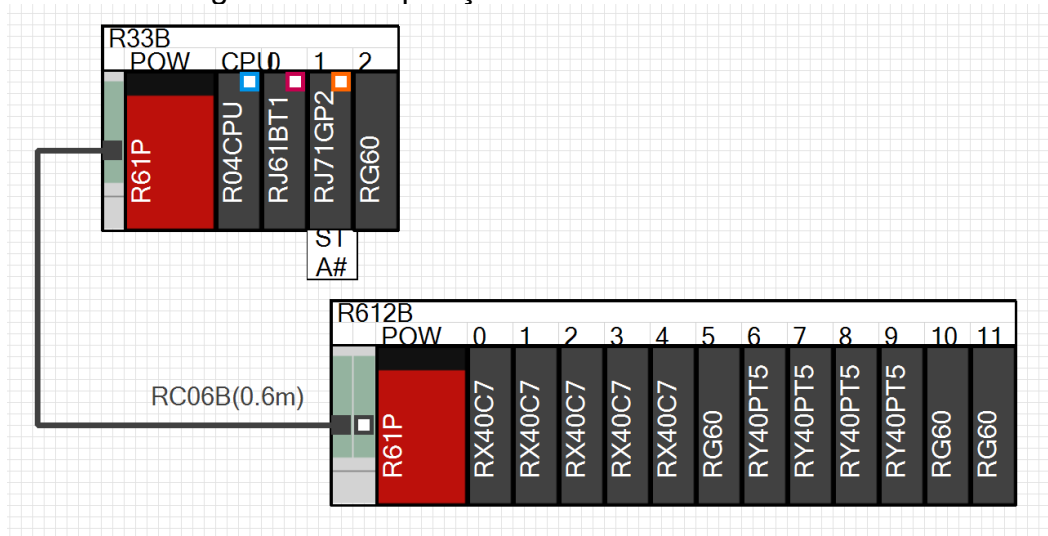 R33B
POW CPU 0 1 2
R61P
R04CPU
RJ61BT1
RJ71GP2
RG60
ST
A#
R612B
POW 0 1 2 3 4 5 6 7 8 9 10 11
RC06B(0.6m)
R61P
RX40C7
RX40C7
RX40C7
RX40C7
RX40C7
RG60
RY40PT5
RY40PT5
RY40PT5
RY40PT5
RG60
RG60